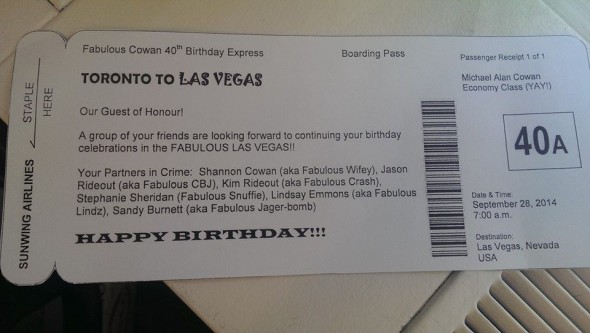 Fabulous Cowan 40th Birthday Express
Boarding Pass
TORONTO TO LAS VEGAS
Our Guest of Honour!
A group of your friends are looking forward to continuing your birthday
celebrations in the FABULOUS LAS VEGAS!!
Your Partners in Crime: Shannon Cowan (aka Fabulous Wifey), Jason
Rideout (aka Fabulous CBJ), Kim Rideout (aka Fabulous Crash),
Stephanie Sheridan (Fabulous Snuffie), Lindsay Emmons (aka Fabulous
Lindz), Sandy Burnett (aka Fabulous Jager-bomb)
HAPPY BIRTHDAY!!!
SUNWING AIRLINES
STAPLE
HERE
Passenger Receipt 1 of 1
Michael Alan Cowan
Economy Class (YAY!)
40A
Date & Time:
September 28, 2014
7:00 a.m.
Destination:
Las Vegas, Nevada
USA